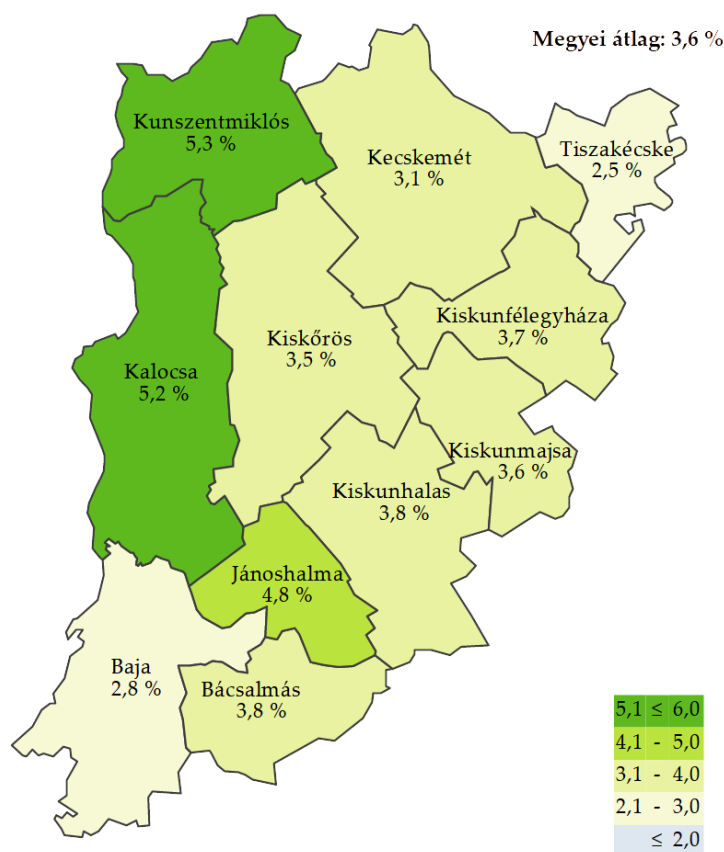 Megyei átlag: 3,6 %
Kunszentmiklós
5,3 %
Kecskemét
3,1 %
Tiszakécske
2,5 %
Kiskunfélegyháza
3,7 %
Kiskőrös
3,5 %
Kalocsa
5,2 %
Kiskunmajsa
3,6 %
Kiskunhalas
3,8 %
Jánoshalma
4,8 %
Baja
2,8 %
Bácsalmás
3,8 %
5,1 ≤ 6,0
4,1 - 5,0
3,1 - 4,0
2,1 - 3,0
≤ 2,0